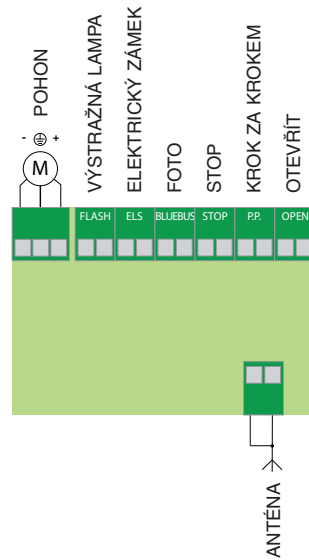 POHON
VÝSTRAŽNÁ LAMPA
ELEKTRICKÝ ZÁMEK
FOTO
STOP
KROK ZA KROKEM
OTEVŘÍT
- +
M
FLASH
ELS
BLUEBUS
STOP
P.P.
OPEN
ANTÉNA